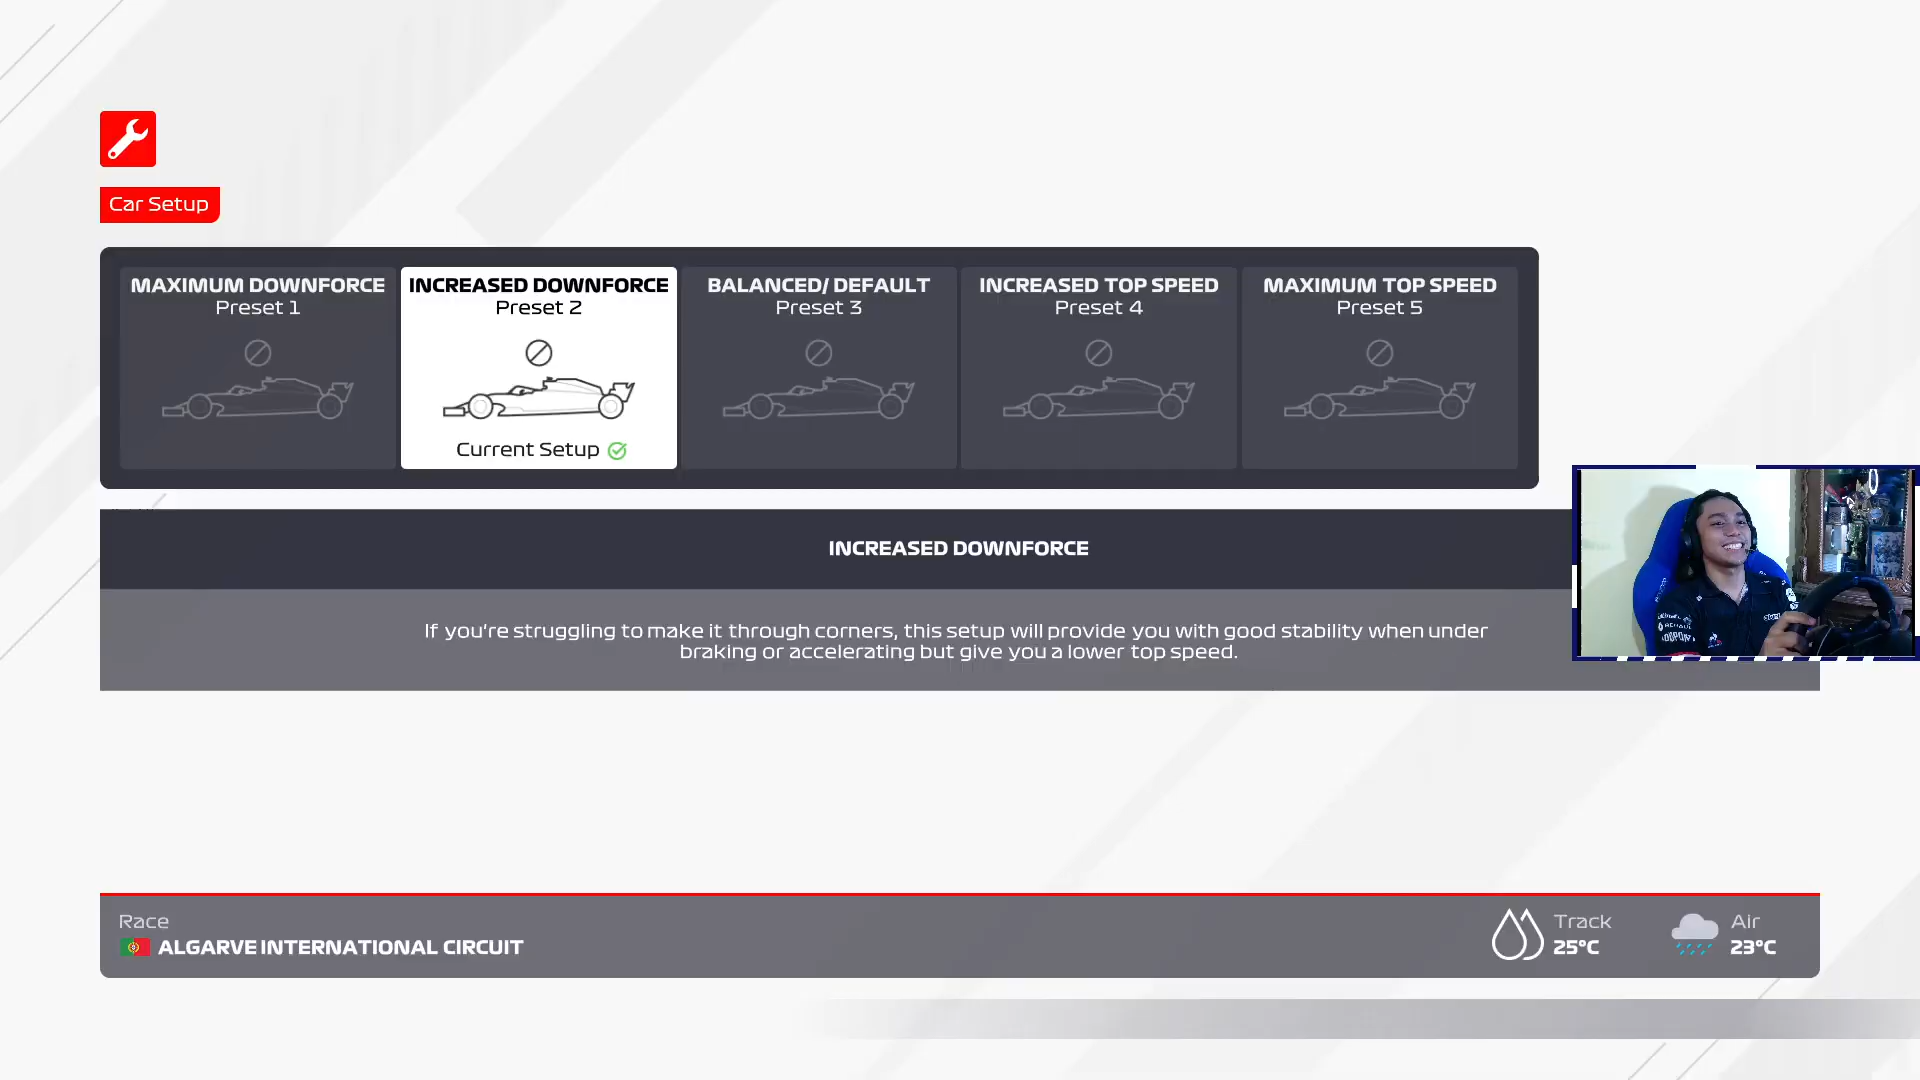 Car Setup
MAXIMUM DOWNFORCE
Preset 1
INCREASED DOWNFORCE
Preset 2
Current Setup
BALANCED/ DEFAULT
Preset 3
INCREASED TOP SPEED
Preset 4
MAXIMUM TOP SPEED
Preset 5
INCREASED DOWNFORCE
If you're struggling to make it through corners, this setup will provide you with good stability when under
braking or accelerating but give you a lower top speed.
Race
ALGARVE INTERNATIONAL CIRCUIT
Track
25°C
Air
23°C